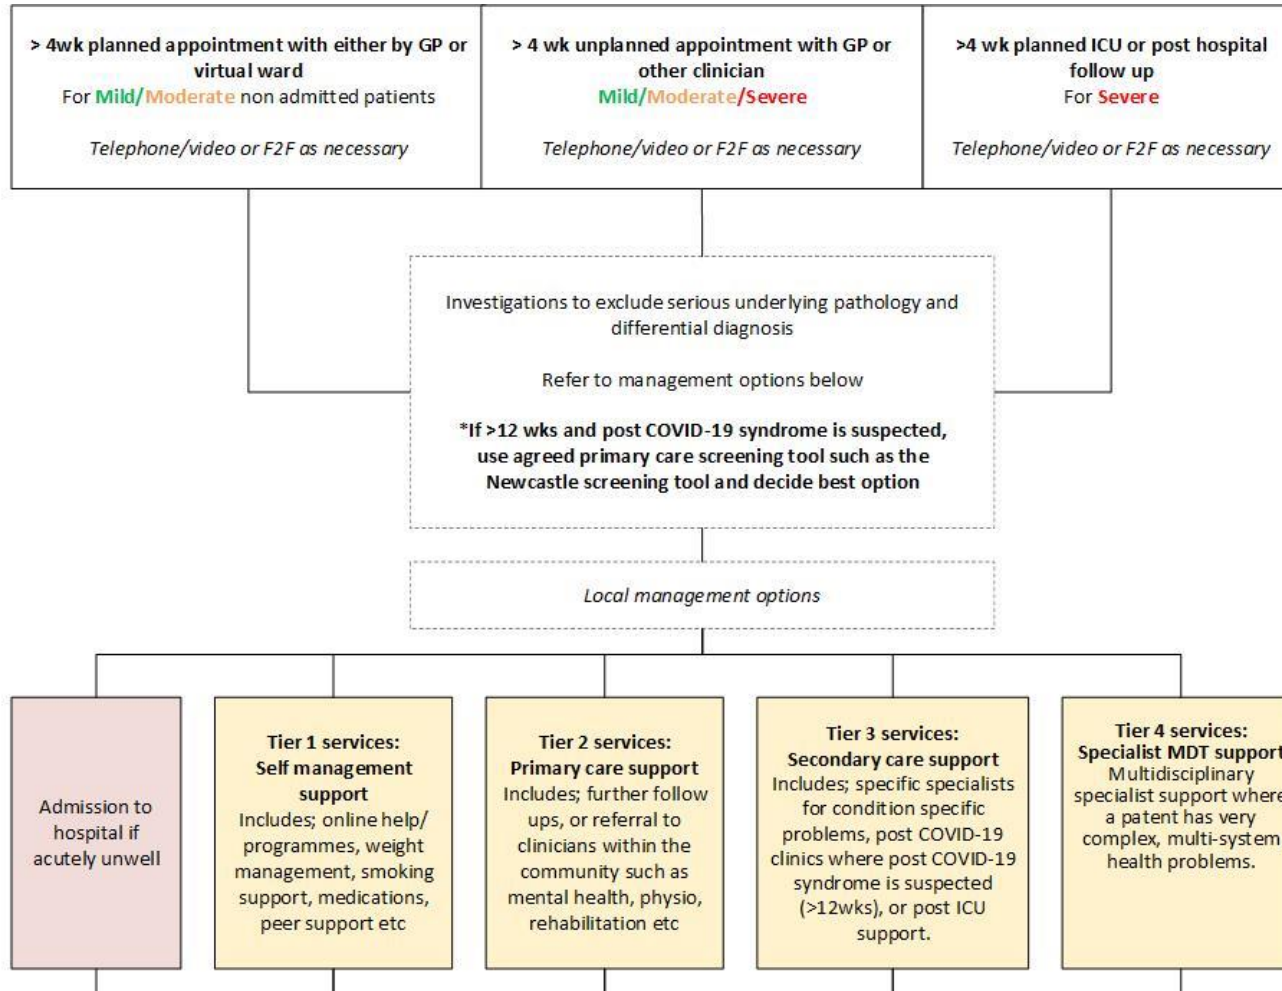 > 4wk planned appointment with either by GP or
virtual ward
For Mild/Moderate non admitted patients
Telephone/video or F2F as necessary
> 4 wk unplanned appointment with GP or
other clinician
Mild/Moderate/Severe
Telephone/video or F2F as necessary
>4 wk planned ICU or post hospital
follow up
For Severe
Telephone/video or F2F as necessary
Investigations to exclude serious underlying pathology and
differential diagnosis
Refer to management options below
*If >12 wks and post COVID-19 syndrome is suspected,
use agreed primary care screening tool such as the
Newcastle screening tool and decide best option
Local management options
Admission to
hospital if
acutely unwell
Tier 1 services:
Self management
support
Includes; online help/
programmes, weight
management, smoking
support, medications,
peer support etc
Tier 2 services:
Primary care support
Includes; further follow
ups, or referral to
clinicians within the
community such as
mental health, physio,
rehabilitation etc
Tier 3 services:
Secondary care support
Includes; specific specialists
for condition specific
problems, post COVID-19
clinics where post COVID-19
syndrome is suspected
(>12wks), or post ICU
support.
Tier 4 services:
Specialist MDT support
Multidisciplinary
specialist support where
a patent has very
complex, multi-system
health problems.